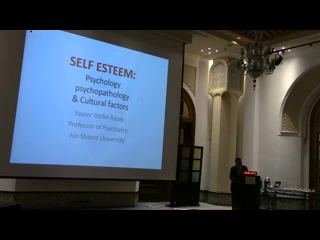 SELF ESTEEM:
Psychology
psychopathology
& Cultural factors
Yasser Abdel Razek
Professor of Psychiatry
Ain Shams University